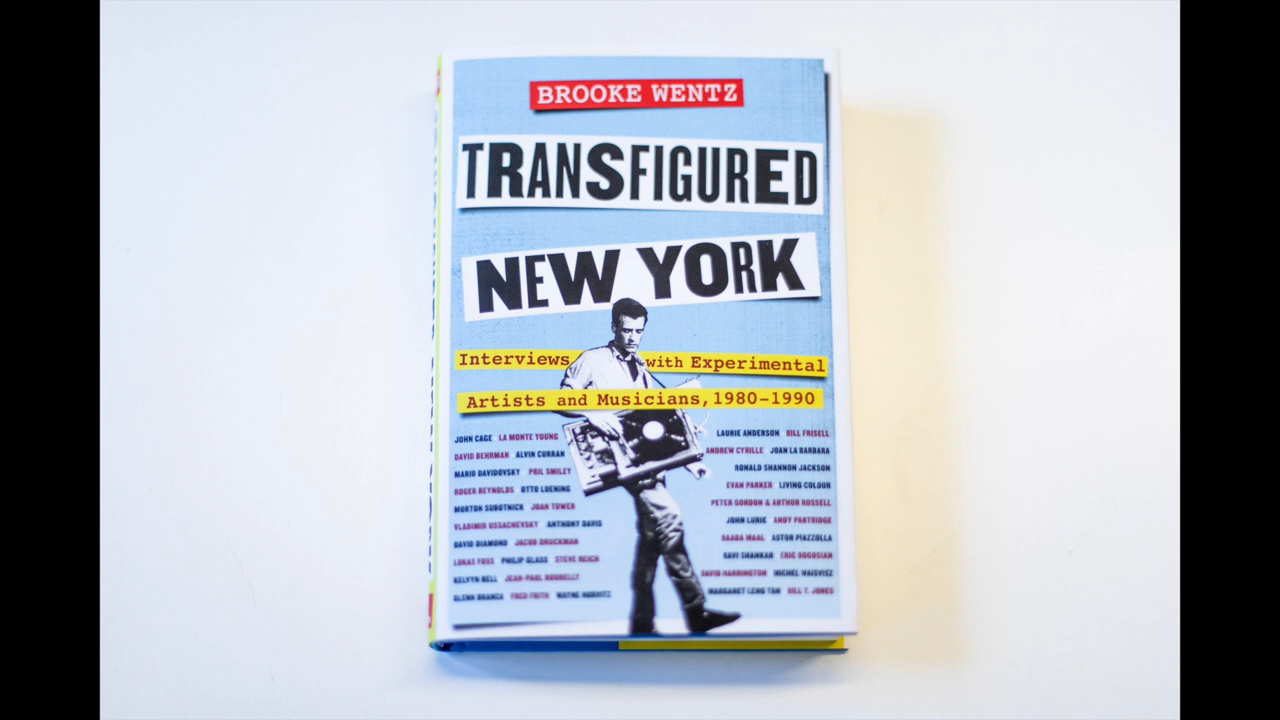 BROOKE WENTZ
TRANSFIGURED
NEW YORK
Interviews with Experimental
Artists and Musicians, 1980–1990
JOHN CAGE LA MONTE YOUNG
DAVID BEHRMAN ALVIN CURRAN
MARIO DAVIDOVSKY PHIL SMILEY
ROGER REYNOLDS OTTO LUENING
MORTON SUBOTNICK JOAN TOWER
VLADIMIR USSACHEVSKY ANTHONY DAVIS
DAVID DIAMOND JACOB DRUCKMAN
LUKAS FOSS PHILIP GLASS STEVE REICH
KELVYN BELL JEAN-PAUL BOURELLY
GLENN BRANCA FRED FRITH WAYNE HORVITZ
LAURIE ANDERSON BILL FRISELL
ANDREW CYRILLE JOAN LA BARBARA
RONALD SHANNON JACKSON
EVAN PARKER LIVING COLOUR
PETER GORDON & ARTHUR RUSSELL
JOHN LURIE ANDY PARTRIDGE
BAABA MAAL ASTOR PIAZZOLLA
RAVI SHANKAR ERIC BOGOSIAN
DAVID HARRINGTON MICHEL WAISVISZ
MARGARET LENG TAN BILL T. JONES